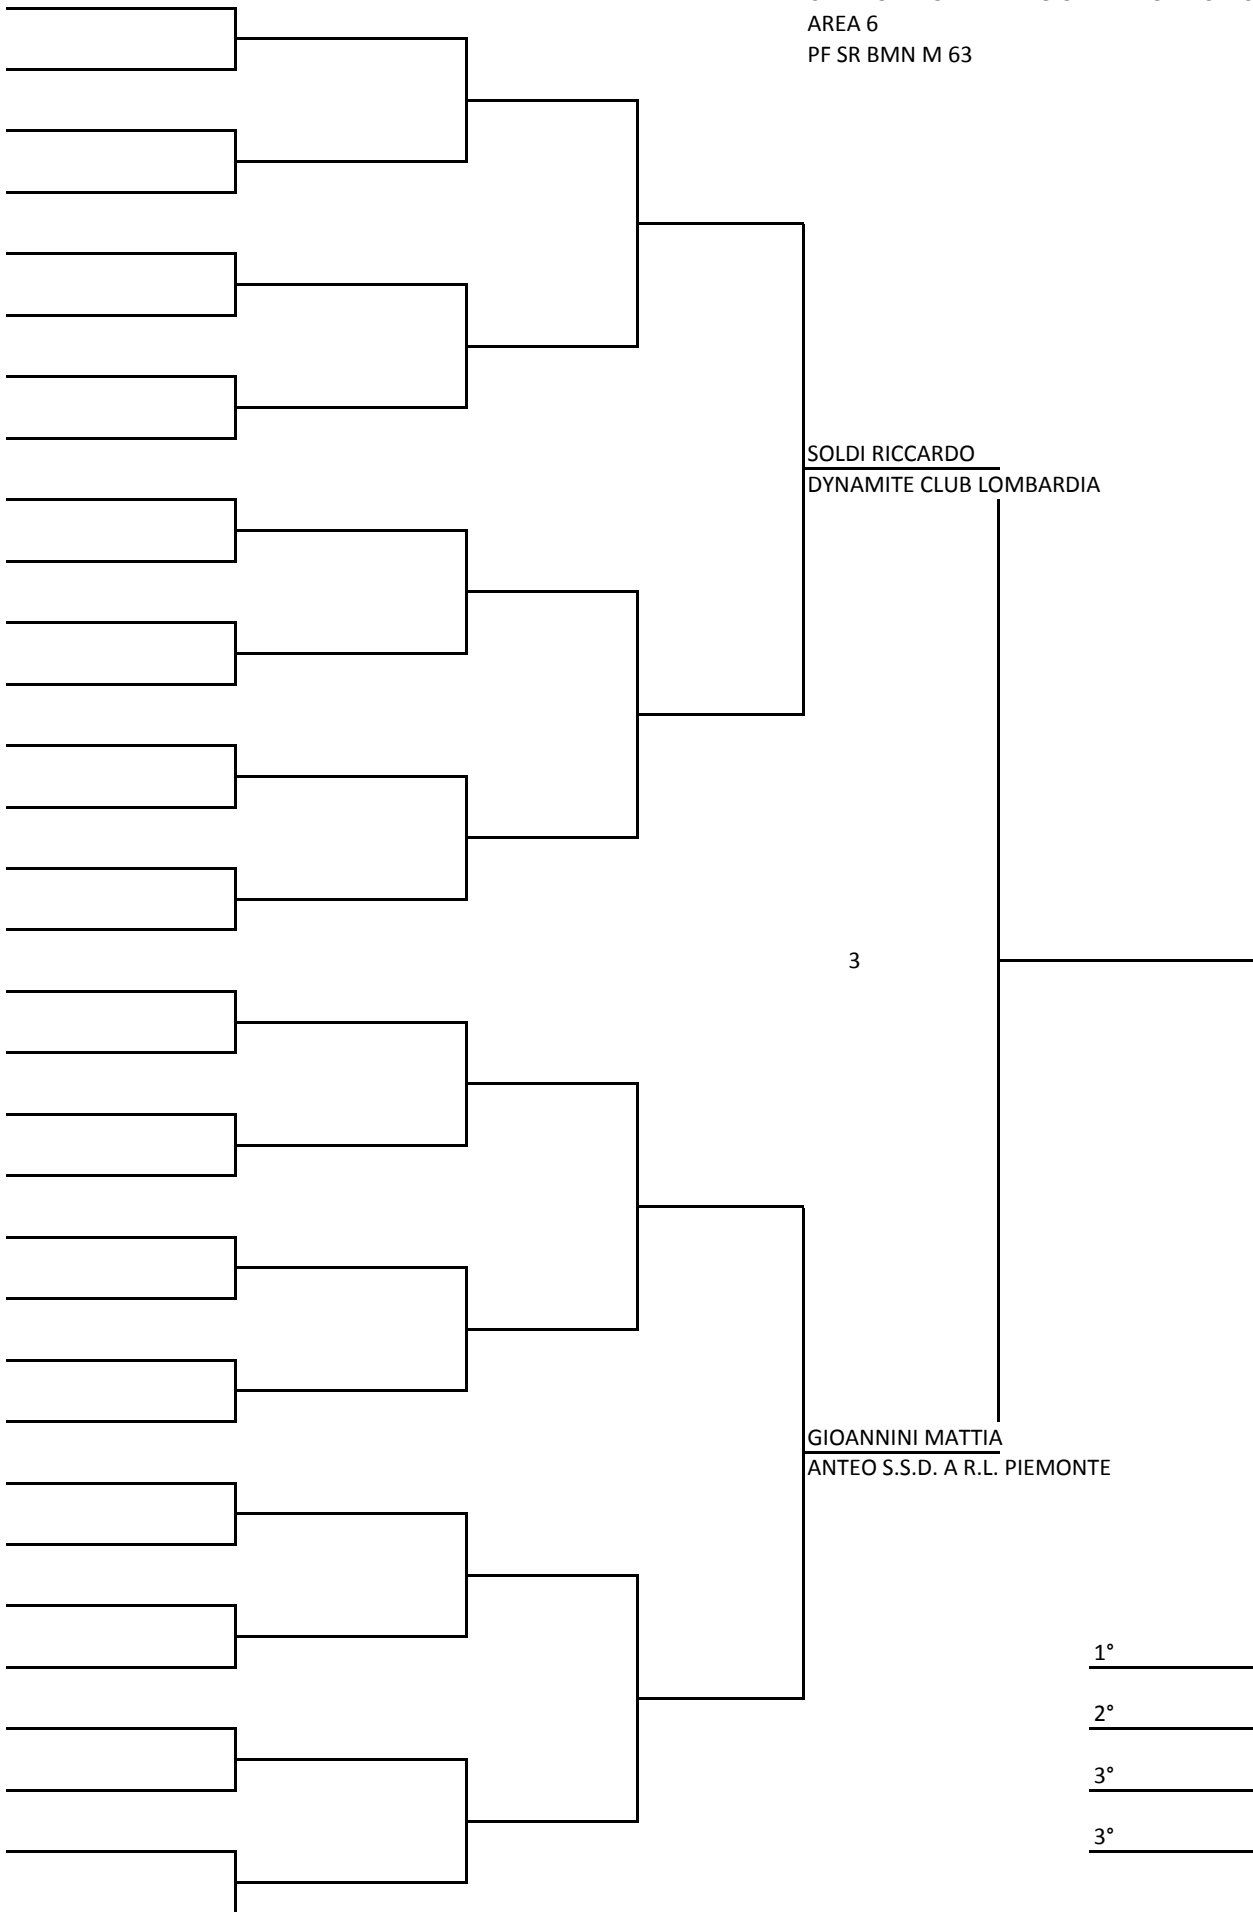 AREA 6
PF SR BMN M 63
SOLDI RICCARDO
DYNAMITE CLUB LOMBARDIA
3
GIOANNINI MATTIA
ANTEO S.S.D. A R.L. PIEMONTE
1°
2°
3°
3°